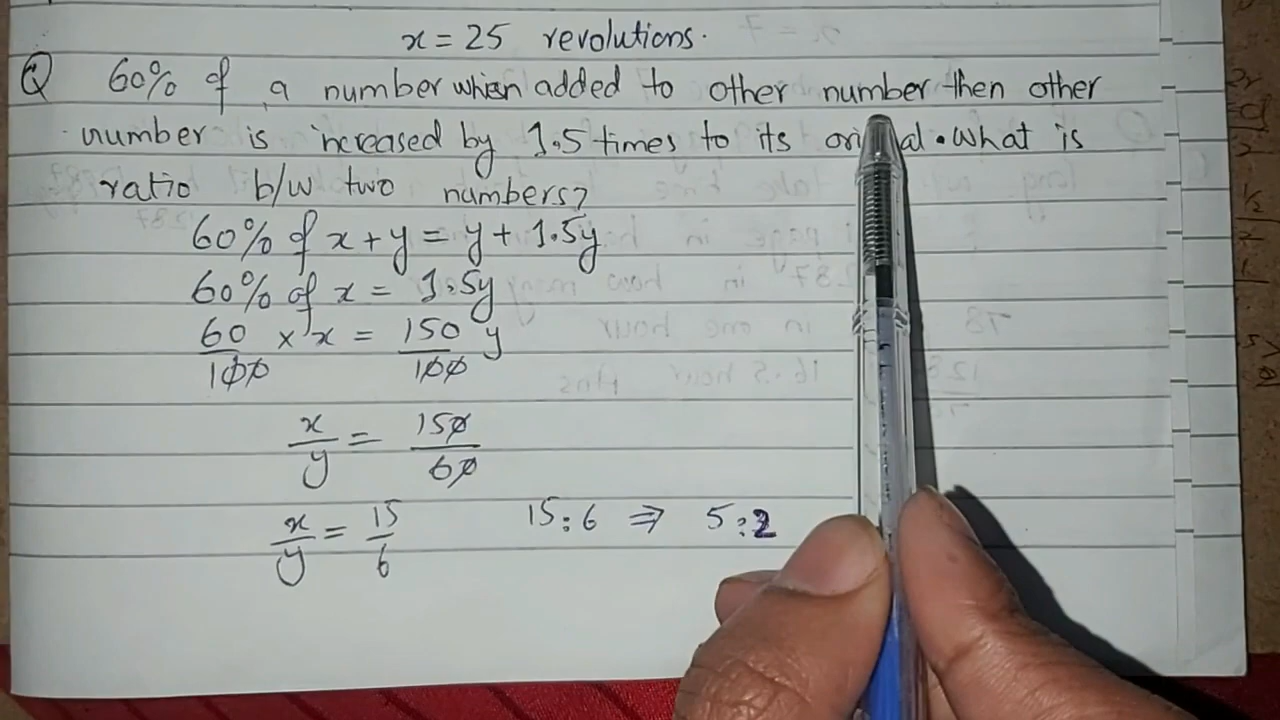 x = 25 revolutions.
Q 60% of a number when added to other number then other
number is increased by 1.5 times to its What is
ratio b/w two numbers?
60% of x + y = y + 1.5y
60% of x = 1.5y
60/100 × x = 150/100 y
x/y = 150/60
x/y = 15/6 15:6 ⇒ 5:2